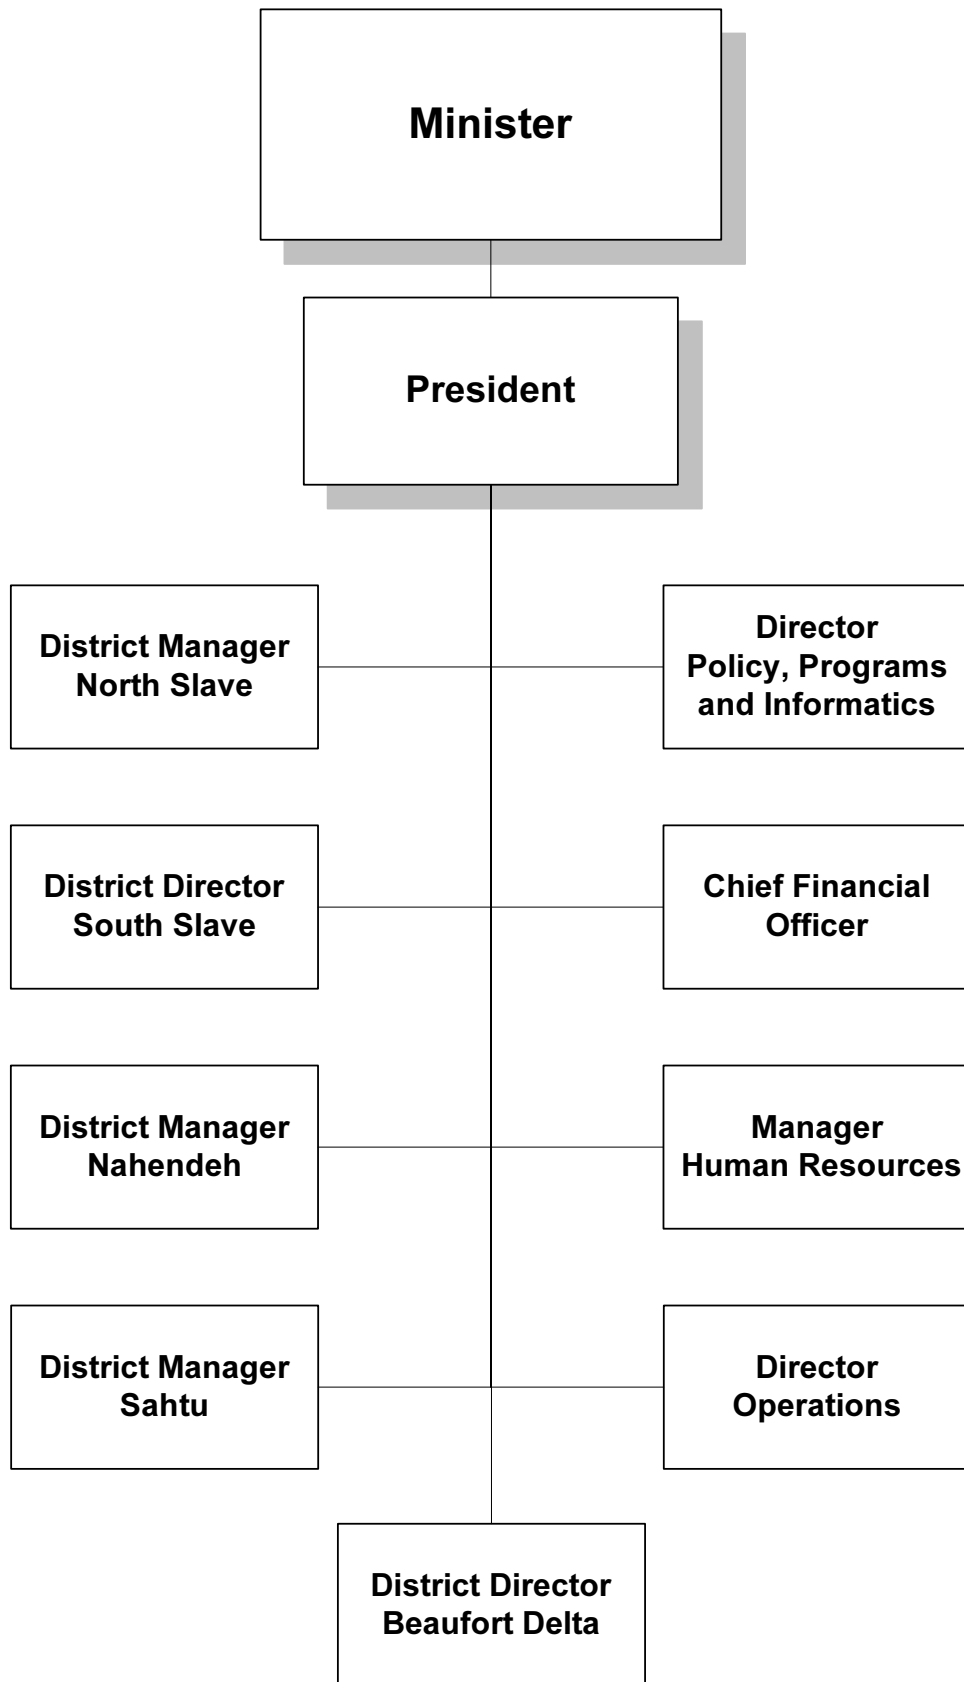 Minister
President
District Manager
North Slave
Director
Policy, Programs
and Informatics
District Director
South Slave
Chief Financial
Officer
District Manager
Nahendeh
Manager
Human Resources
District Manager
Sahtu
Director
Operations
District Director
Beaufort Delta